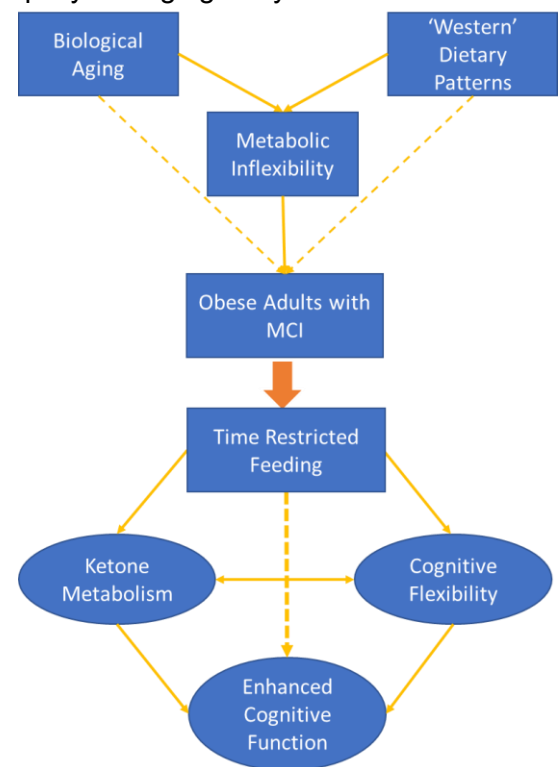 Biological
Aging
‘Western’
Dietary
Patterns
Metabolic
Inflexibility
Obese Adults with
MCI
Time Restricted
Feeding
Ketone
Metabolism
Cognitive
Flexibility
Enhanced
Cognitive
Function